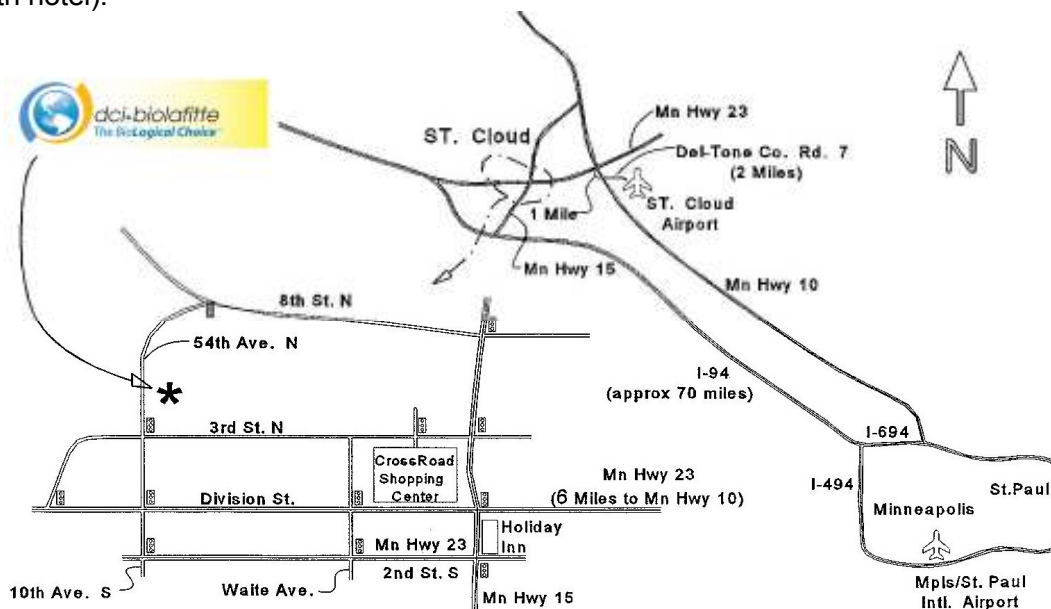 th hotel).
dci-biolafitte
The BioLogical Choice
ST. Cloud
Mn Hwy 23
Del-Tone Co. Rd. 7
(2 Miles)
N
1 Mile
ST. Cloud
Airport
Mn Hwy 15
Mn Hwy 10
8th St. N
54th Ave. N
I-94
(approx 70 miles)
*
3rd St. N
I-694
CrossRoad
Shopping
Center
Mn Hwy 23
(6 Miles to Mn Hwy 10)
I-494
St.Paul
Division St.
Minneapolis
Holiday
Inn
Mn Hwy 23
2nd St. S
10th Ave. S
Waite Ave.
Mn Hwy 15
Mpls/St. Paul
Intl. Airport